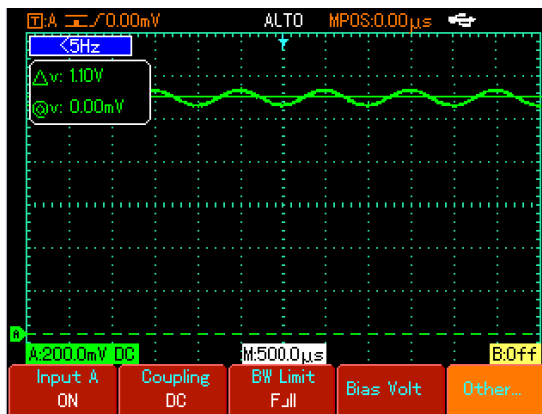 T:A 0.00mV ALTO MPOS:0.00μs
<5Hz
△v: 1.10V
@v: 0.00mV
A
A:200.0mV DC M:500.0μs B:Off
Input A Coupling BW Limit Bias Volt Other...
ON DC Full